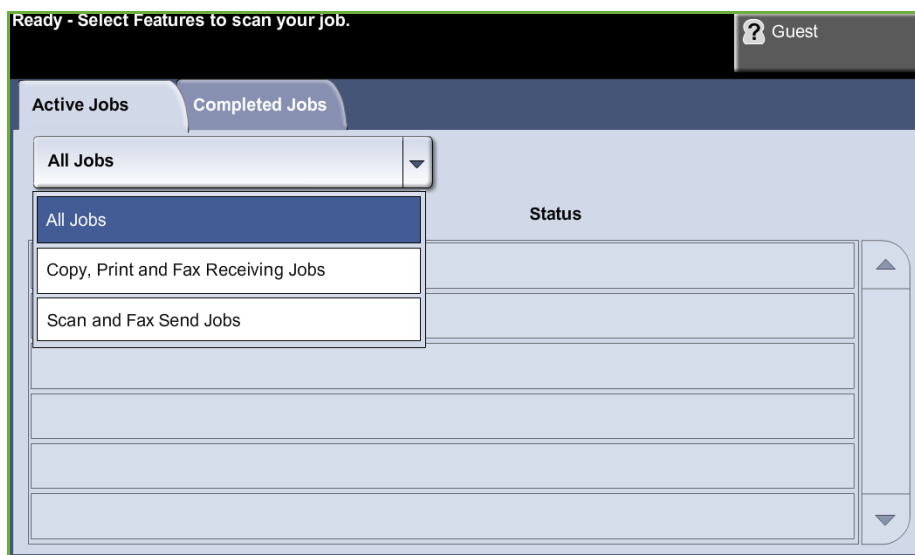 Ready - Select Features to scan your job.
? Guest
Active Jobs
Completed Jobs
All Jobs
Status
All Jobs
Copy, Print and Fax Receiving Jobs
Scan and Fax Send Jobs